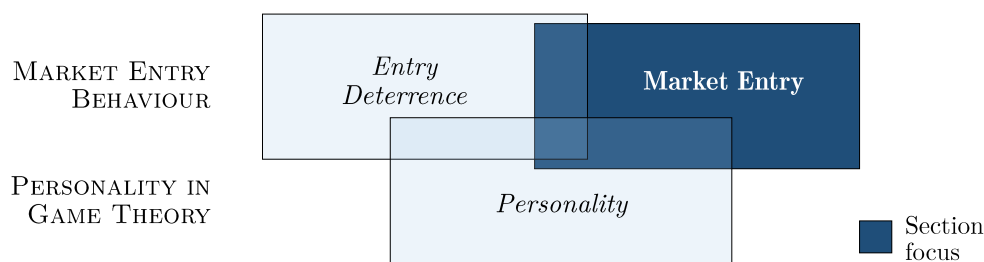 Market Entry
Behaviour
Entry
Deterrence
Market Entry
Personality in
Game Theory
Personality
Section
focus